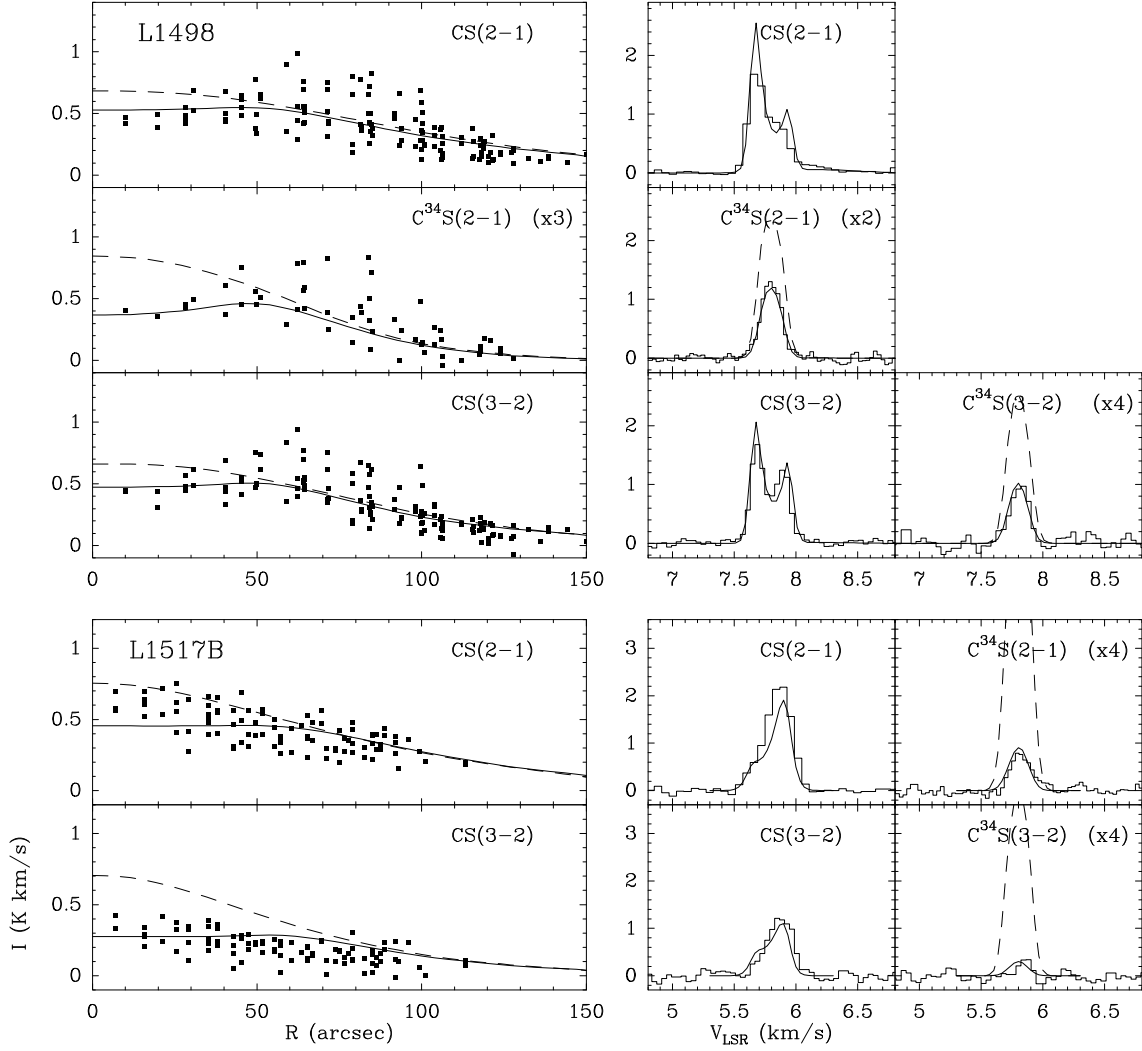 L1498 CS(2−1)
1
0.5
0
C³⁴S(2−1) (x3)
1
0.5
0
CS(3−2)
1
0.5
0
0 50 100 150
CS(2−1)
2
1
0
C³⁴S(2−1) (x2)
2
1
0
CS(3−2) C³⁴S(3−2) (x4)
2
1
0
7 7.5 8 8.5 7 7.5 8 8.5
L1517B CS(2−1)
1
0.5
0
CS(3−2)
1
0.5
0
0 50 100 150
R (arcsec)
I (K km/s)
CS(2−1) C³⁴S(2−1) (x4)
3
2
1
0
CS(3−2) C³⁴S(3−2) (x4)
3
2
1
0
5 5.5 6 6.5 5 5.5 6 6.5
V_LSR (km/s)